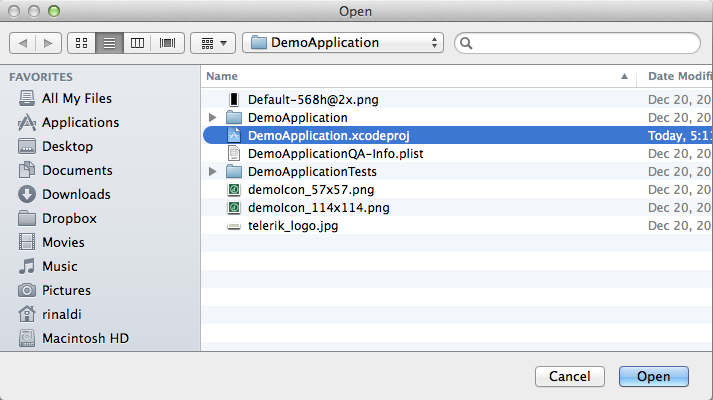 Open
DemoApplication
FAVORITES
All My Files
Applications
Desktop
Documents
Downloads
Dropbox
Movies
Music
Pictures
rinaldi
Macintosh HD
Name Date Modifi
Default-568h@2x.png Dec 20, 20
DemoApplication Dec 20, 20
DemoApplication.xcodeproj Today, 5:11
DemoApplicationQA-Info.plist Dec 20, 20
DemoApplicationTests Dec 20, 20
demoIcon_57x57.png Dec 20, 20
demoIcon_114x114.png Dec 20, 20
telerik_logo.jpg Dec 20, 20
Cancel Open